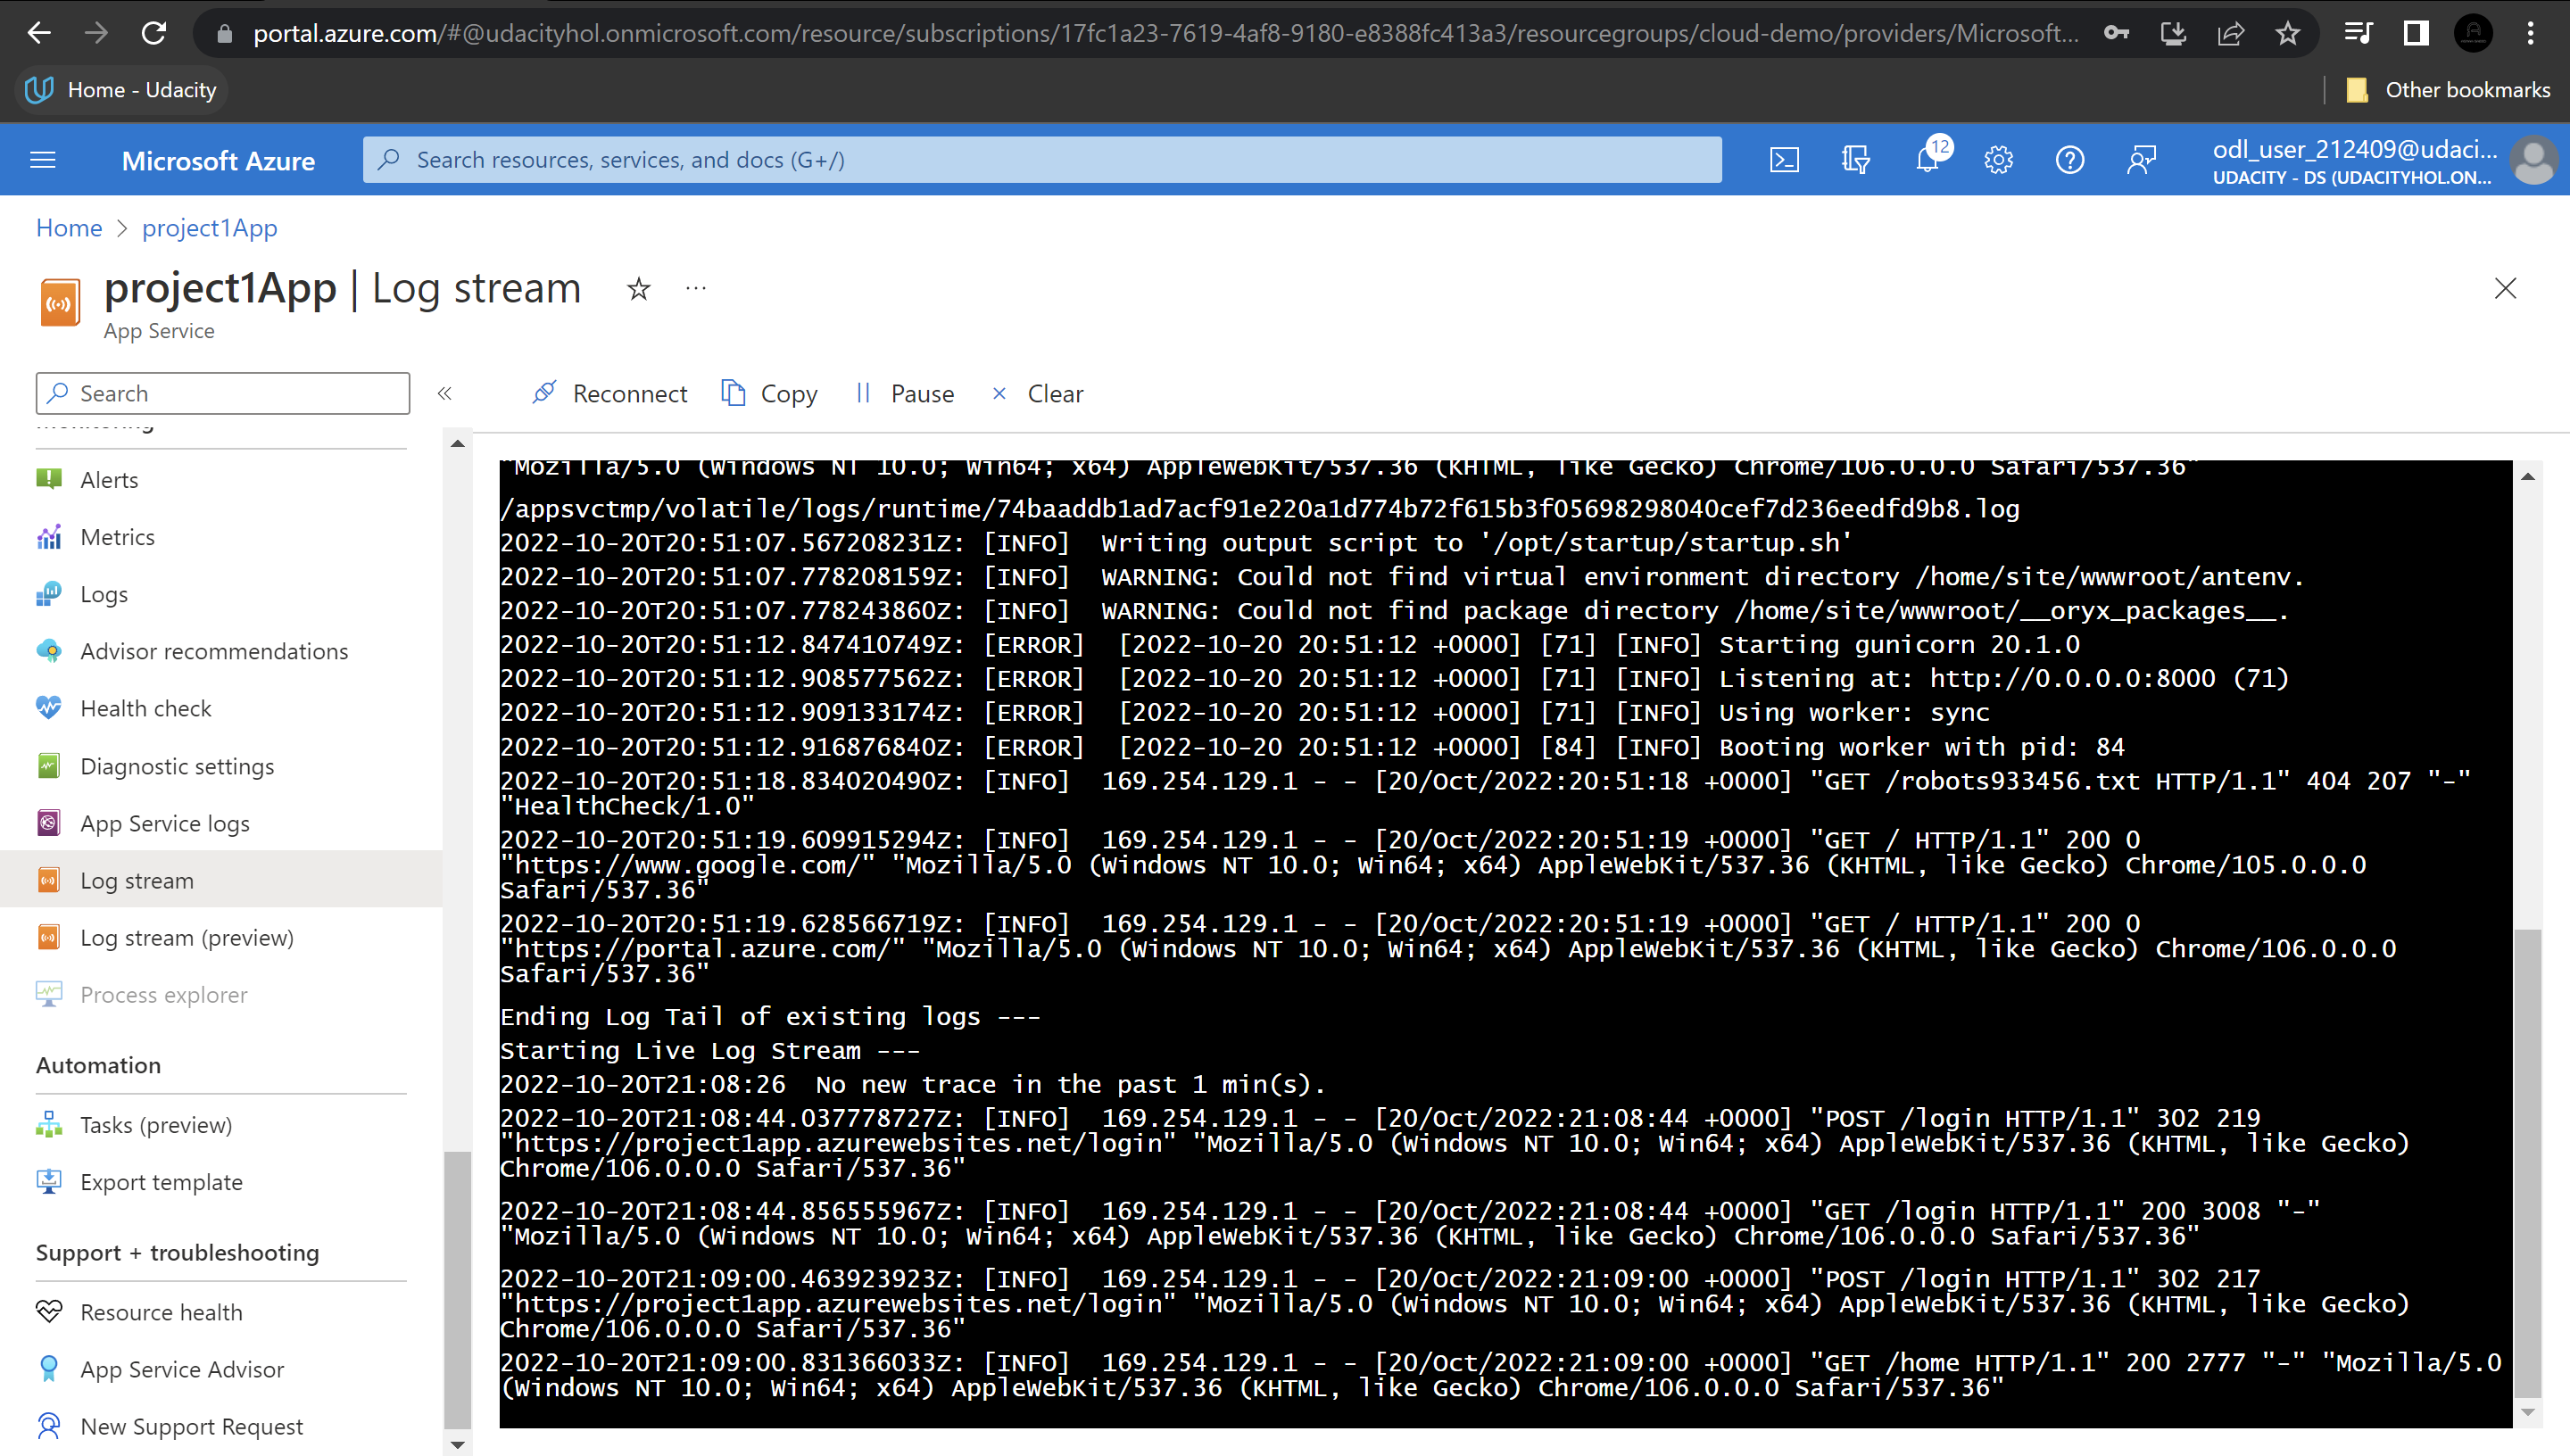 portal.azure.com/#@udacityhol.onmicrosoft.com/resource/subscriptions/17fc1a23-7619-4af8-9180-e8388fc413a3/resourcegroups/cloud-demo/providers/Microsoft...
Home - Udacity
Other bookmarks
Microsoft Azure
Search resources, services, and docs (G+/)
12
odl_user_212409@udaci...
UDACITY - DS (UDACITYHOL.ON...
Home > project1App
project1App | Log stream
App Service
Search
Reconnect
Copy
Pause
Clear
Monitoring
Alerts
Metrics
Logs
Advisor recommendations
Health check
Diagnostic settings
App Service logs
Log stream
Log stream (preview)
Process explorer
Automation
Tasks (preview)
Export template
Support + troubleshooting
Resource health
App Service Advisor
New Support Request
"Mozilla/5.0 (Windows NT 10.0; Win64; x64) AppleWebKit/537.36 (KHTML, like Gecko) Chrome/106.0.0.0 Safari/537.36"
/appsvctmp/volatile/logs/runtime/74baaddb1ad7acf91e220a1d774b72f615b3f05698298040cef7d236eedfd9b8.log
2022-10-20T20:51:07.567208231Z: [INFO]  Writing output script to '/opt/startup/startup.sh'
2022-10-20T20:51:07.778208159Z: [INFO]  WARNING: Could not find virtual environment directory /home/site/wwwroot/antenv.
2022-10-20T20:51:07.778243860Z: [INFO]  WARNING: Could not find package directory /home/site/wwwroot/__oryx_packages__.
2022-10-20T20:51:12.847410749Z: [ERROR]  [2022-10-20 20:51:12 +0000] [71] [INFO] Starting gunicorn 20.1.0
2022-10-20T20:51:12.908577562Z: [ERROR]  [2022-10-20 20:51:12 +0000] [71] [INFO] Listening at: http://0.0.0.0:8000 (71)
2022-10-20T20:51:12.909133174Z: [ERROR]  [2022-10-20 20:51:12 +0000] [71] [INFO] Using worker: sync
2022-10-20T20:51:12.916876840Z: [ERROR]  [2022-10-20 20:51:12 +0000] [84] [INFO] Booting worker with pid: 84
2022-10-20T20:51:18.834020490Z: [INFO]  169.254.129.1 - - [20/Oct/2022:20:51:18 +0000] "GET /robots933456.txt HTTP/1.1" 404 207 "-"
"HealthCheck/1.0"
2022-10-20T20:51:19.609915294Z: [INFO]  169.254.129.1 - - [20/Oct/2022:20:51:19 +0000] "GET / HTTP/1.1" 200 0
"https://www.google.com/" "Mozilla/5.0 (Windows NT 10.0; Win64; x64) AppleWebKit/537.36 (KHTML, like Gecko) Chrome/105.0.0.0
Safari/537.36"
2022-10-20T20:51:19.628566719Z: [INFO]  169.254.129.1 - - [20/Oct/2022:20:51:19 +0000] "GET / HTTP/1.1" 200 0
"https://portal.azure.com/" "Mozilla/5.0 (Windows NT 10.0; Win64; x64) AppleWebKit/537.36 (KHTML, like Gecko) Chrome/106.0.0.0
Safari/537.36"
Ending Log Tail of existing logs ---
Starting Live Log Stream ---
2022-10-20T21:08:26  No new trace in the past 1 min(s).
2022-10-20T21:08:44.037778727Z: [INFO]  169.254.129.1 - - [20/Oct/2022:21:08:44 +0000] "POST /login HTTP/1.1" 302 219
"https://project1app.azurewebsites.net/login" "Mozilla/5.0 (Windows NT 10.0; Win64; x64) AppleWebKit/537.36 (KHTML, like Gecko)
Chrome/106.0.0.0 Safari/537.36"
2022-10-20T21:08:44.856555967Z: [INFO]  169.254.129.1 - - [20/Oct/2022:21:08:44 +0000] "GET /login HTTP/1.1" 200 3008 "-"
"Mozilla/5.0 (Windows NT 10.0; Win64; x64) AppleWebKit/537.36 (KHTML, like Gecko) Chrome/106.0.0.0 Safari/537.36"
2022-10-20T21:09:00.463923923Z: [INFO]  169.254.129.1 - - [20/Oct/2022:21:09:00 +0000] "POST /login HTTP/1.1" 302 217
"https://project1app.azurewebsites.net/login" "Mozilla/5.0 (Windows NT 10.0; Win64; x64) AppleWebKit/537.36 (KHTML, like Gecko)
Chrome/106.0.0.0 Safari/537.36"
2022-10-20T21:09:00.831366033Z: [INFO]  169.254.129.1 - - [20/Oct/2022:21:09:00 +0000] "GET /home HTTP/1.1" 200 2777 "-" "Mozilla/5.0
(Windows NT 10.0; Win64; x64) AppleWebKit/537.36 (KHTML, like Gecko) Chrome/106.0.0.0 Safari/537.36"